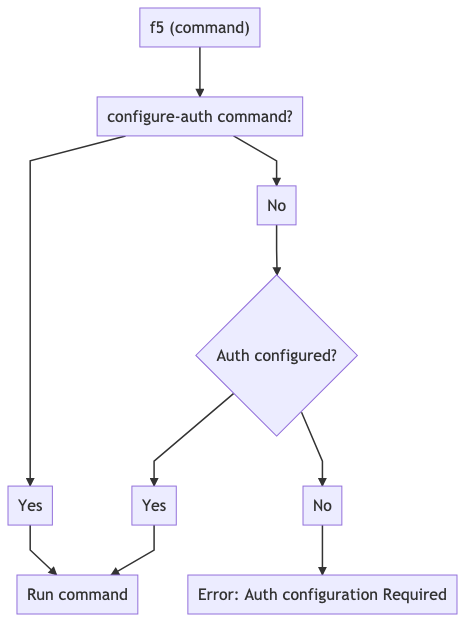 f5 (command)
configure-auth command?
No
Auth configured?
Yes
Yes
No
Run command
Error: Auth configuration Required